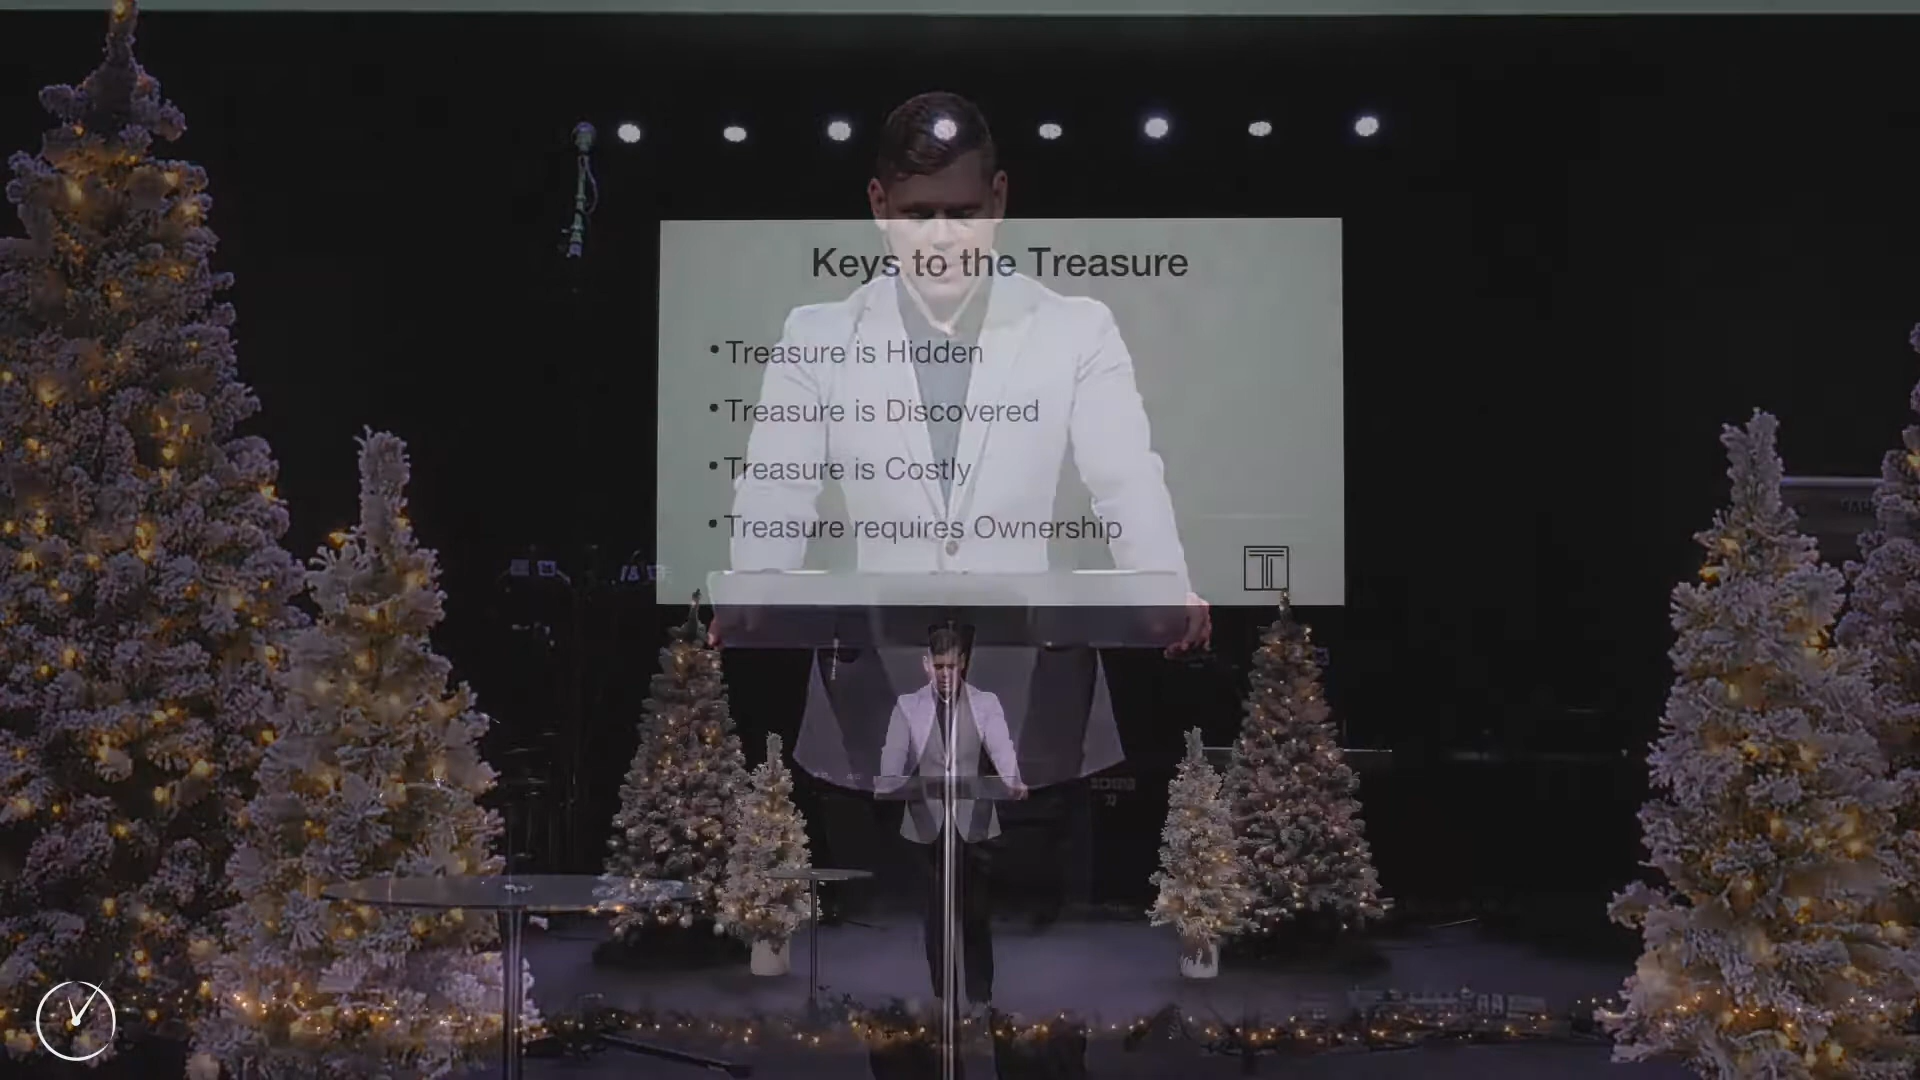 Keys to the Treasure
• Treasure is Hidden
• Treasure is Discovered
• Treasure is Costly
• Treasure requires Ownership